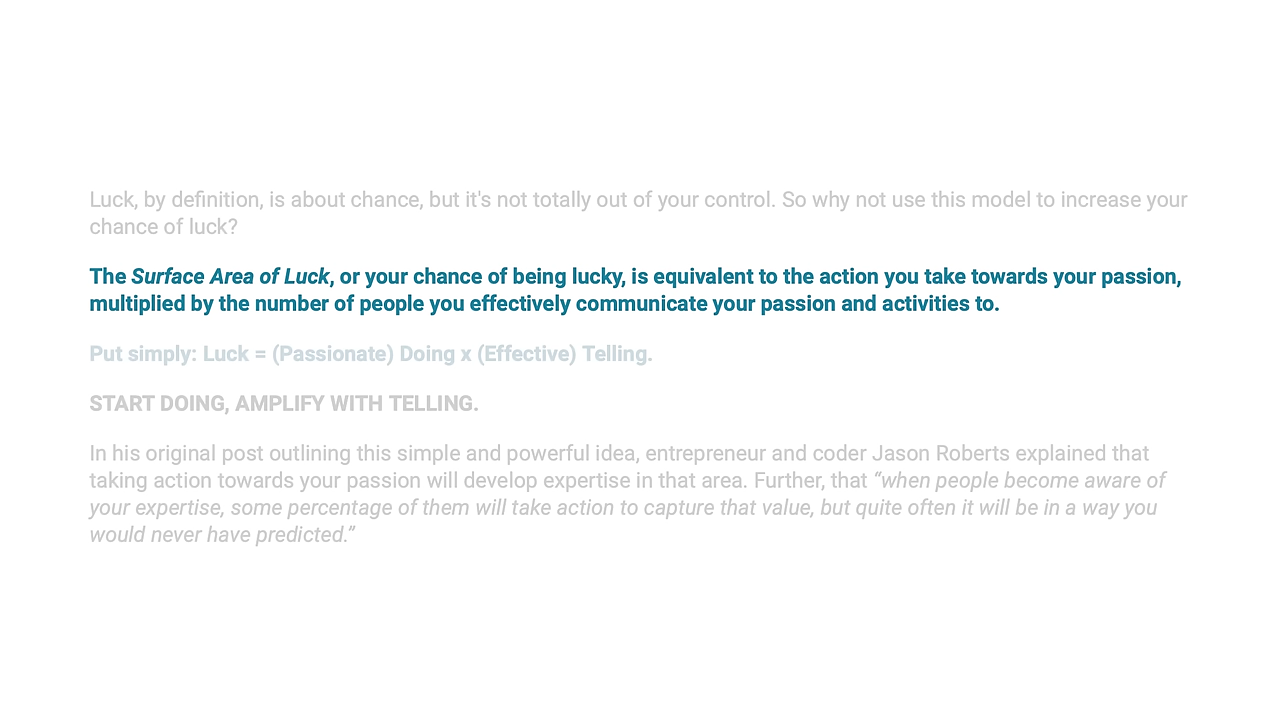 Luck, by definition, is about chance, but it's not totally out of your control. So why not use this model to increase your
chance of luck?
The Surface Area of Luck, or your chance of being lucky, is equivalent to the action you take towards your passion,
multiplied by the number of people you effectively communicate your passion and activities to.
Put simply: Luck = (Passionate) Doing x (Effective) Telling.
START DOING, AMPLIFY WITH TELLING.
In his original post outlining this simple and powerful idea, entrepreneur and coder Jason Roberts explained that
taking action towards your passion will develop expertise in that area. Further, that “when people become aware of
your expertise, some percentage of them will take action to capture that value, but quite often it will be in a way you
would never have predicted.”